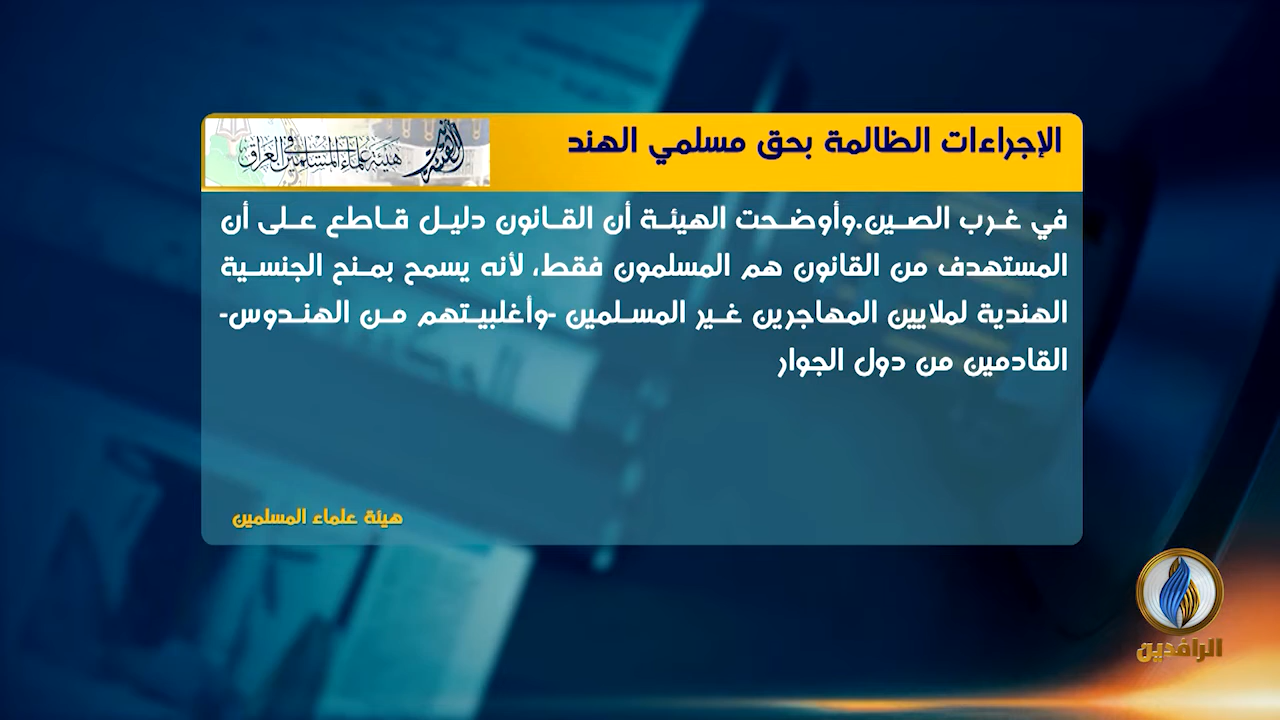 الإجراءات الظالمة بحق مسلمي الهند
هيئة علماء المسلمين في العراق
في غرب الصين.وأوضحت الهيئة أن القانون دليل قاطع على أن
المستهدف من القانون هم المسلمون فقط، لأنه يسمح بمنح الجنسية
الهندية لملايين المهاجرين غير المسلمين -وأغلبيتهم من الهندوس-
القادمين من دول الجوار
هيئة علماء المسلمين
الرافدين